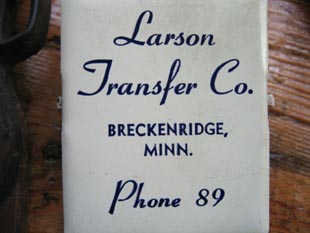 Larson
Transfer Co.
BRECKENRIDGE,
MINN.
Phone 89